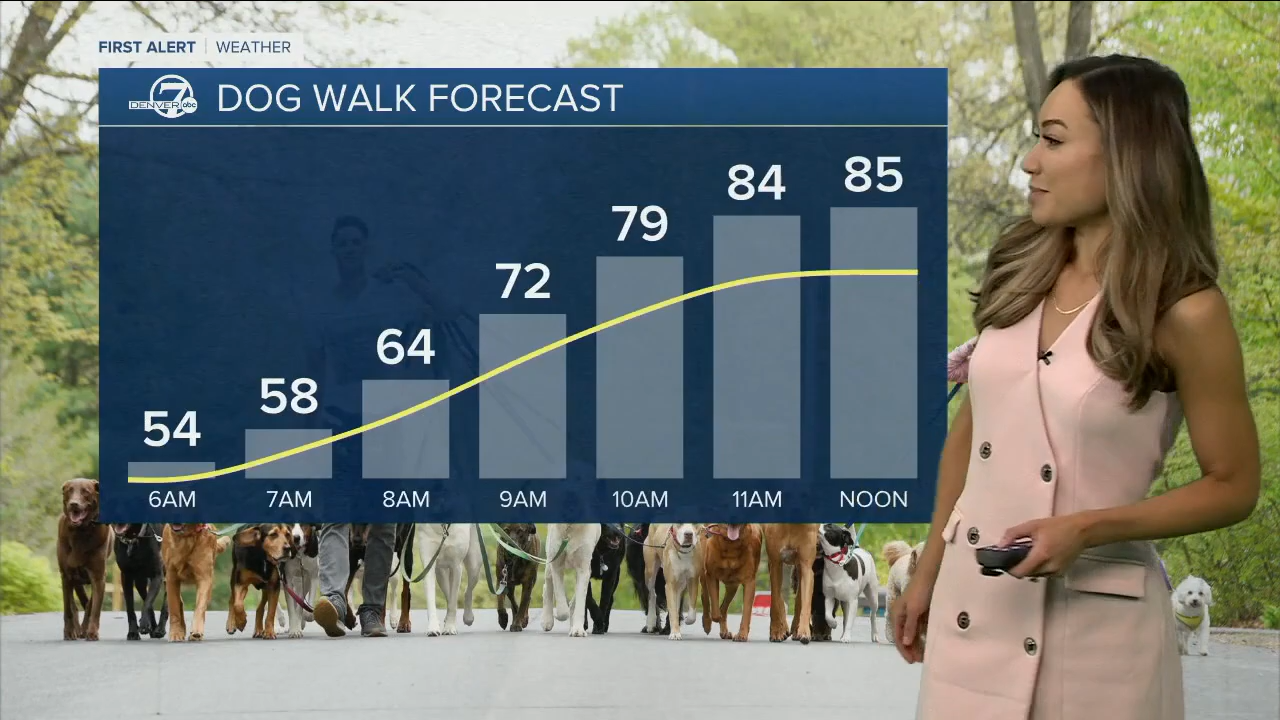 FIRST ALERT | WEATHER
7
DENVER abc
DOG WALK FORECAST
54 58 64 72 79 84 85
6AM 7AM 8AM 9AM 10AM 11AM NOON